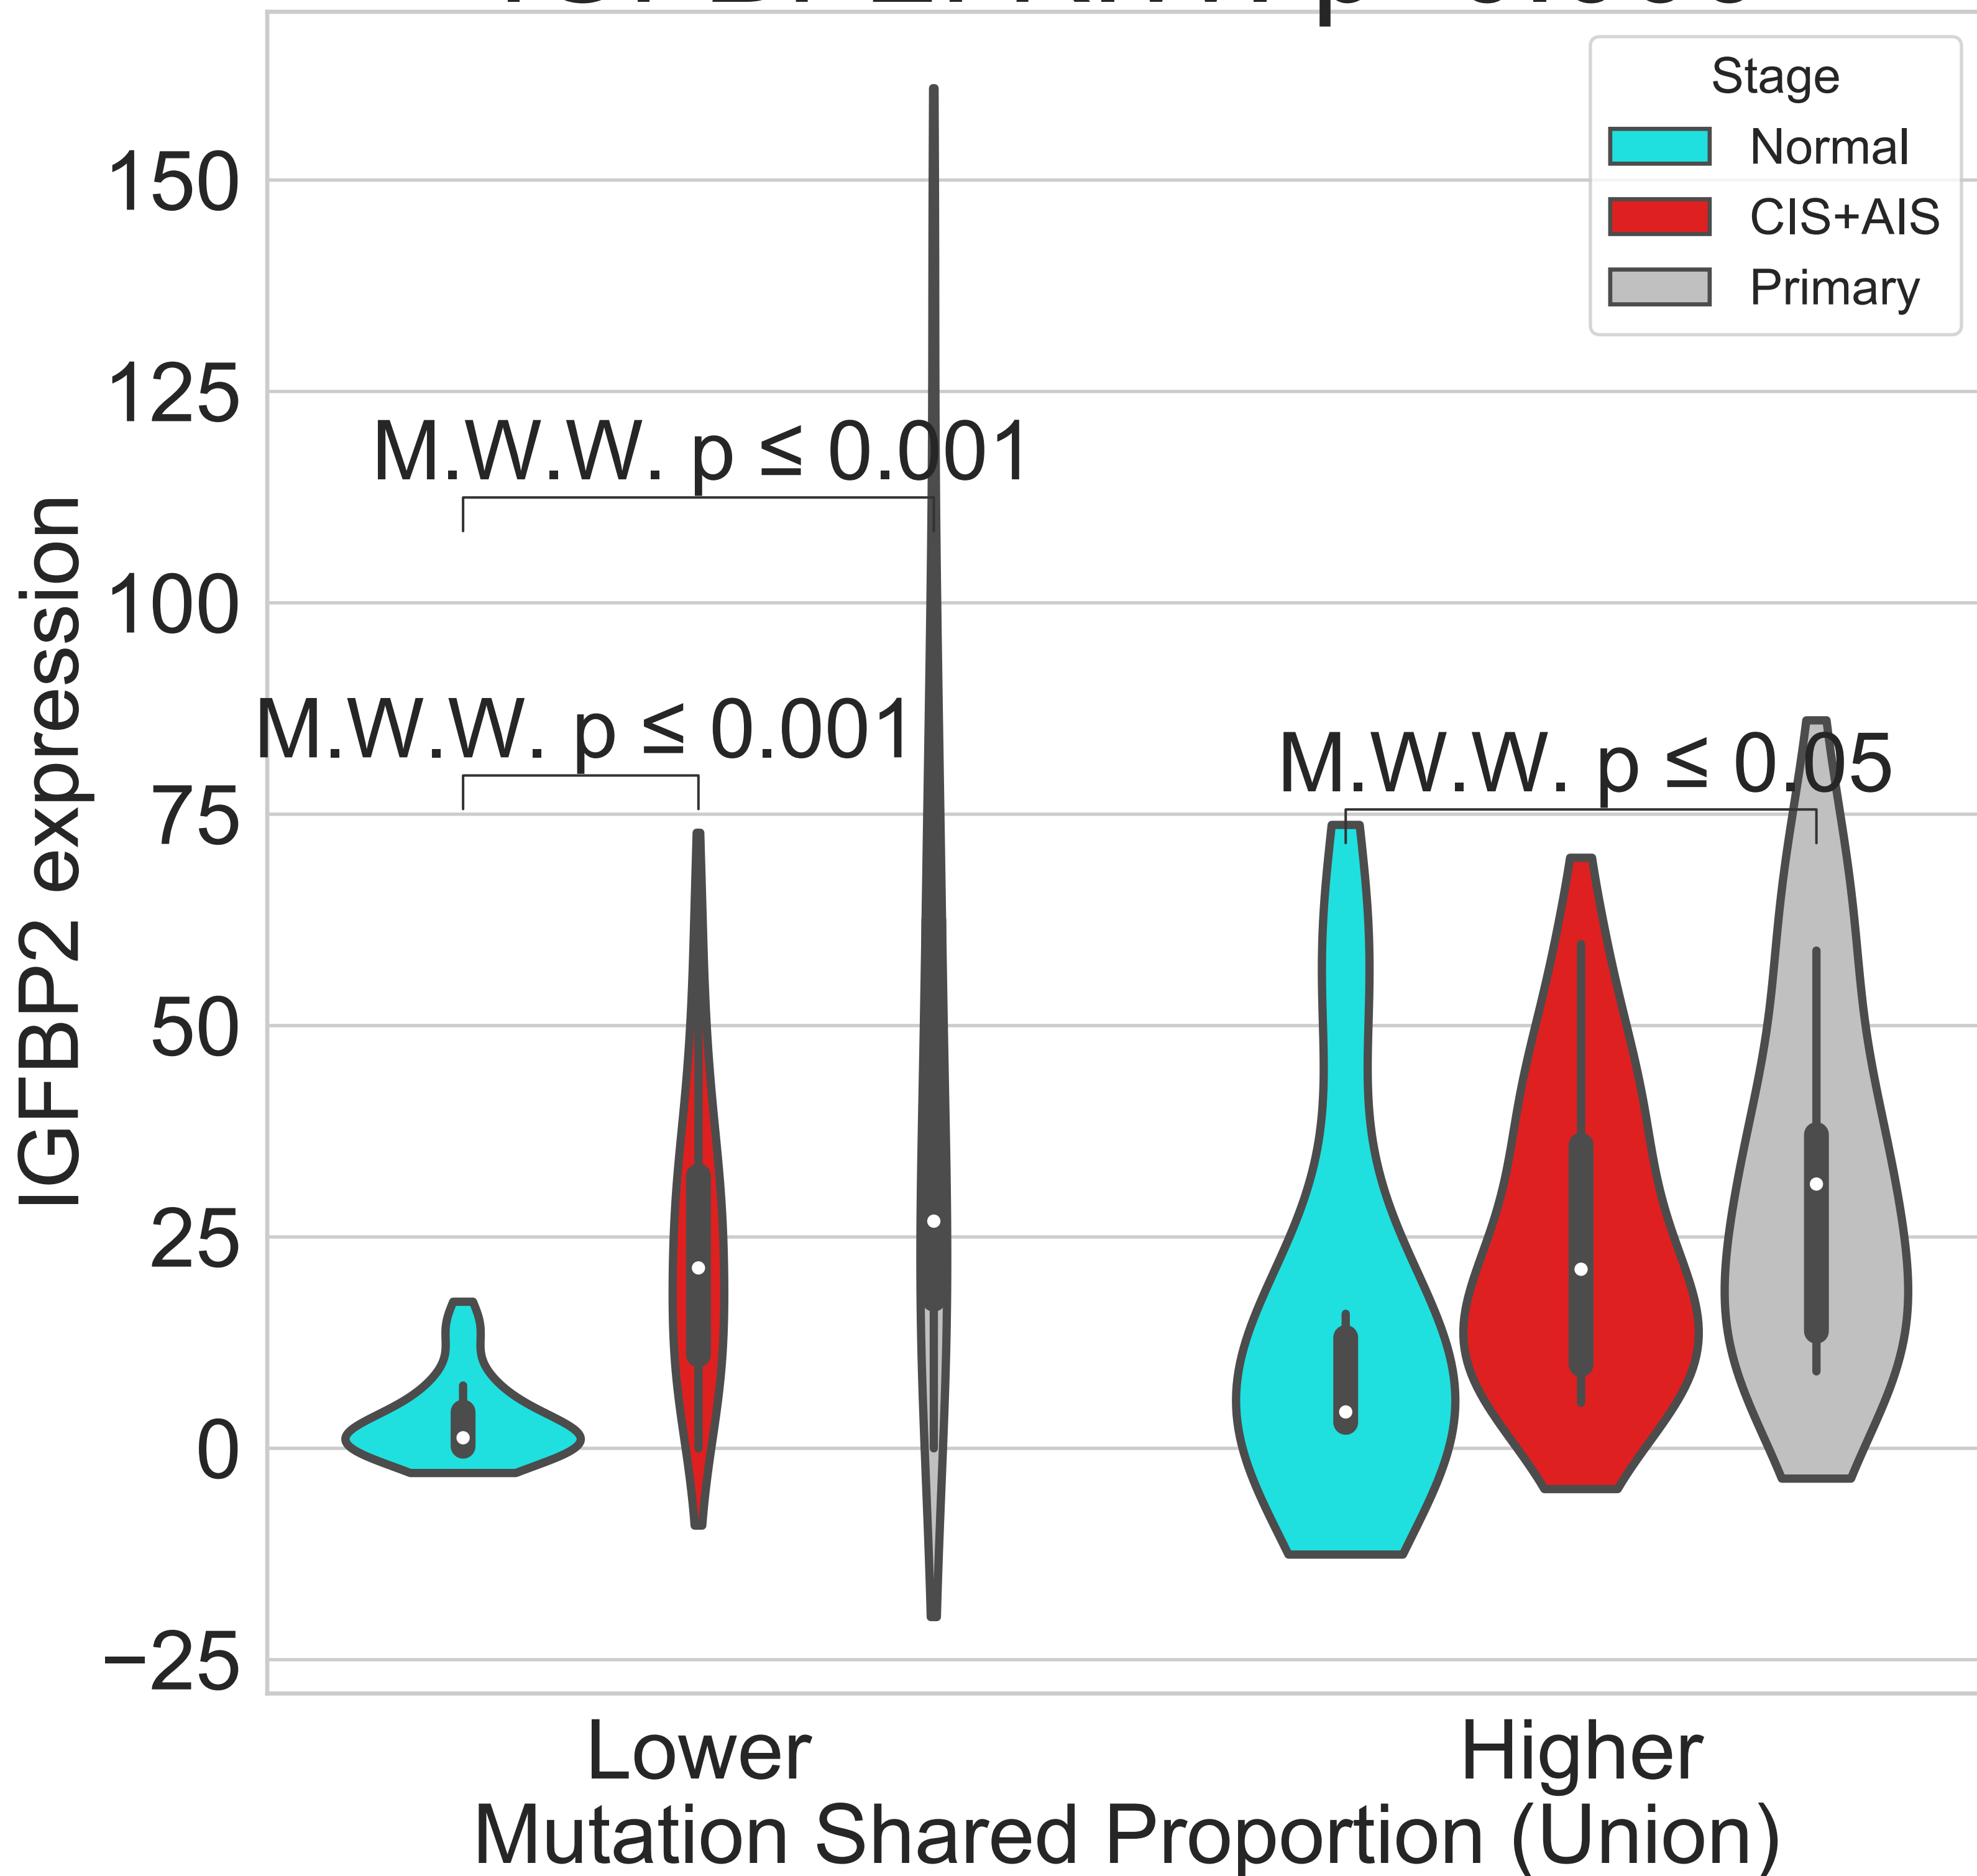 Stage
Normal
CIS+AIS
Primary
150
125
100
75
50
25
0
−25
IGFBP2 expression
M.W.W. p ≤ 0.001
M.W.W. p ≤ 0.001
M.W.W. p ≤ 0.05
Lower
Higher
Mutation Shared Proportion (Union)